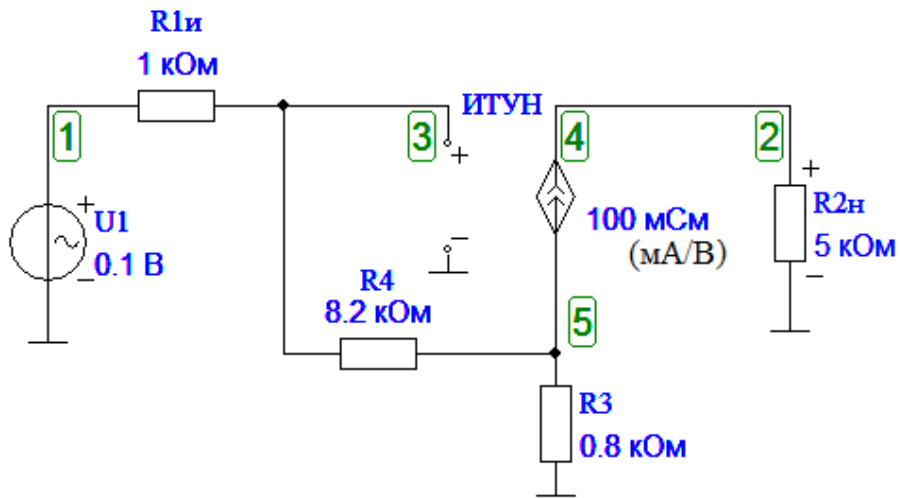 R1и
1 кОм
1
3
ИТУН
4
2
+
+
+
U1
0.1 В
−
−
100 мСм
(мА/В)
R2н
5 кОм
−
R4
8.2 кОм
5
R3
0.8 кОм